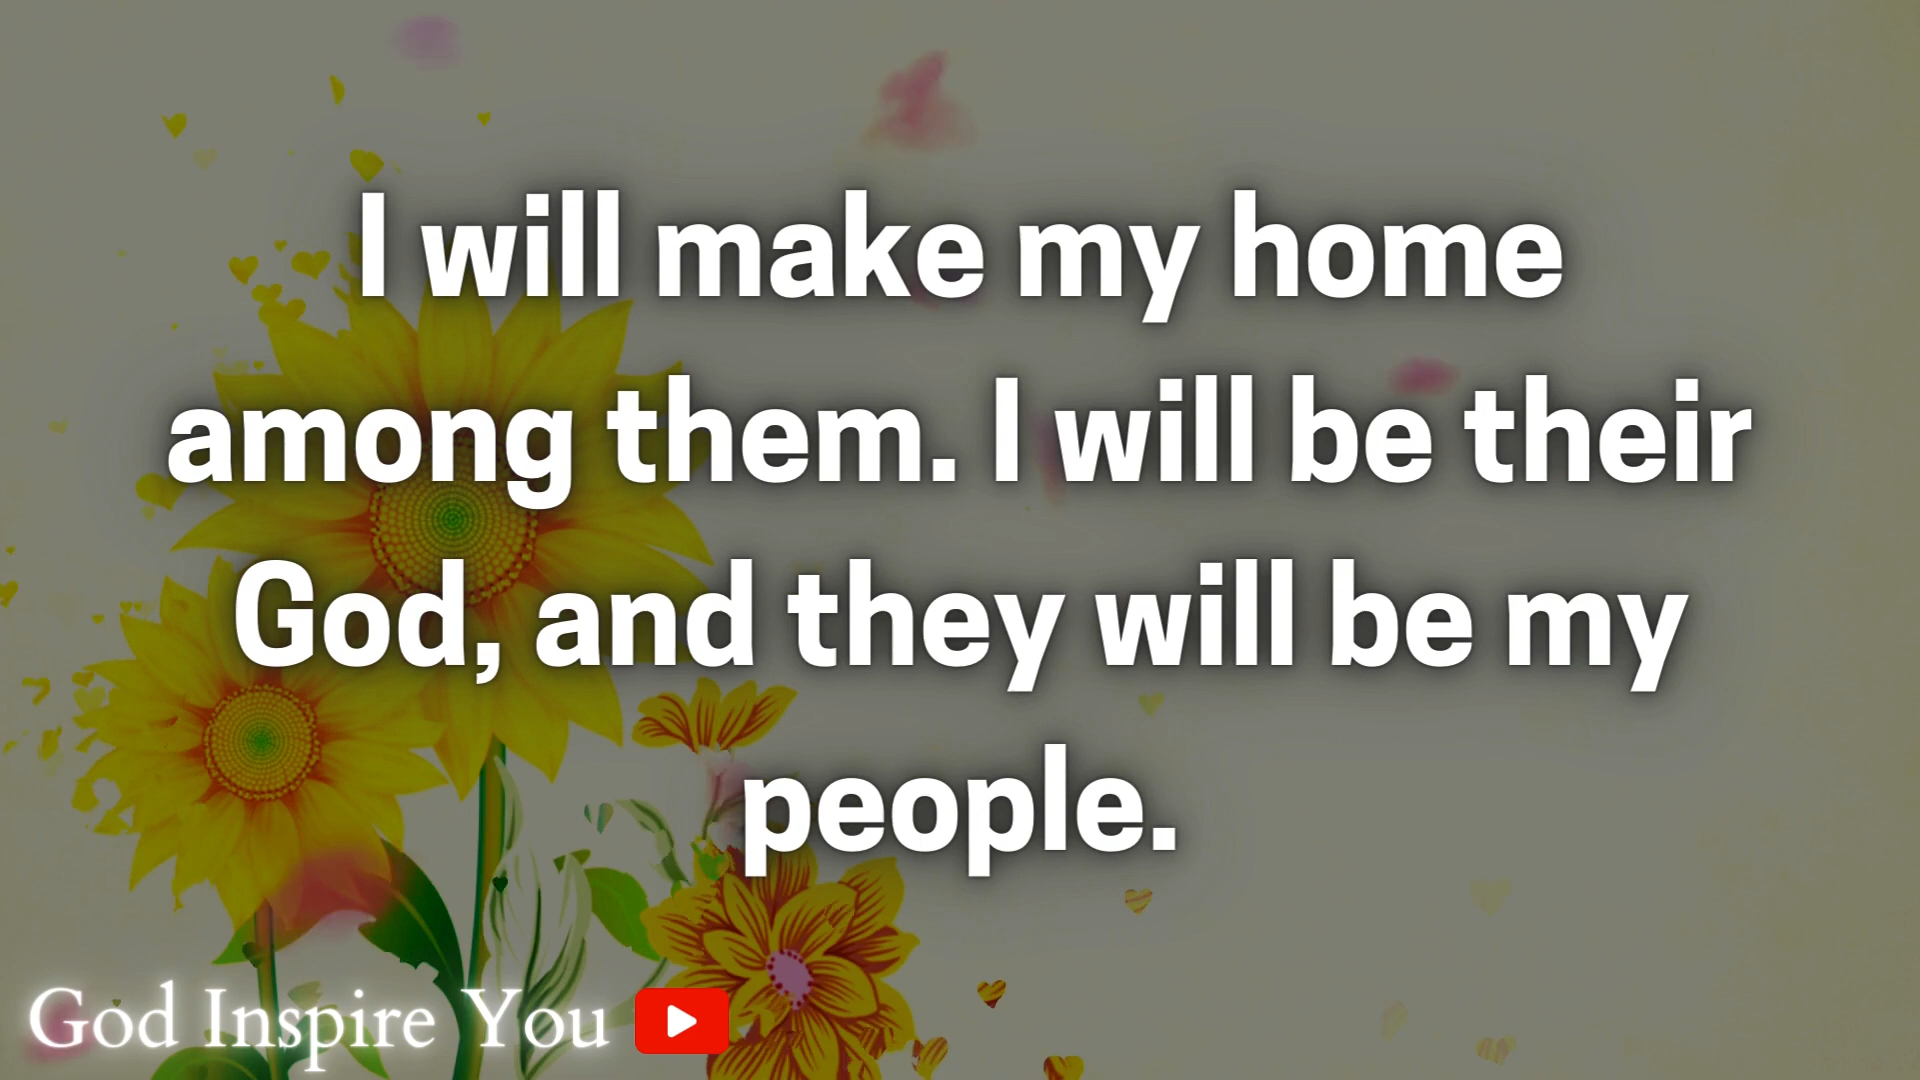 I will make my home
among them. I will be their
God, and they will be my
people.
God Inspire You